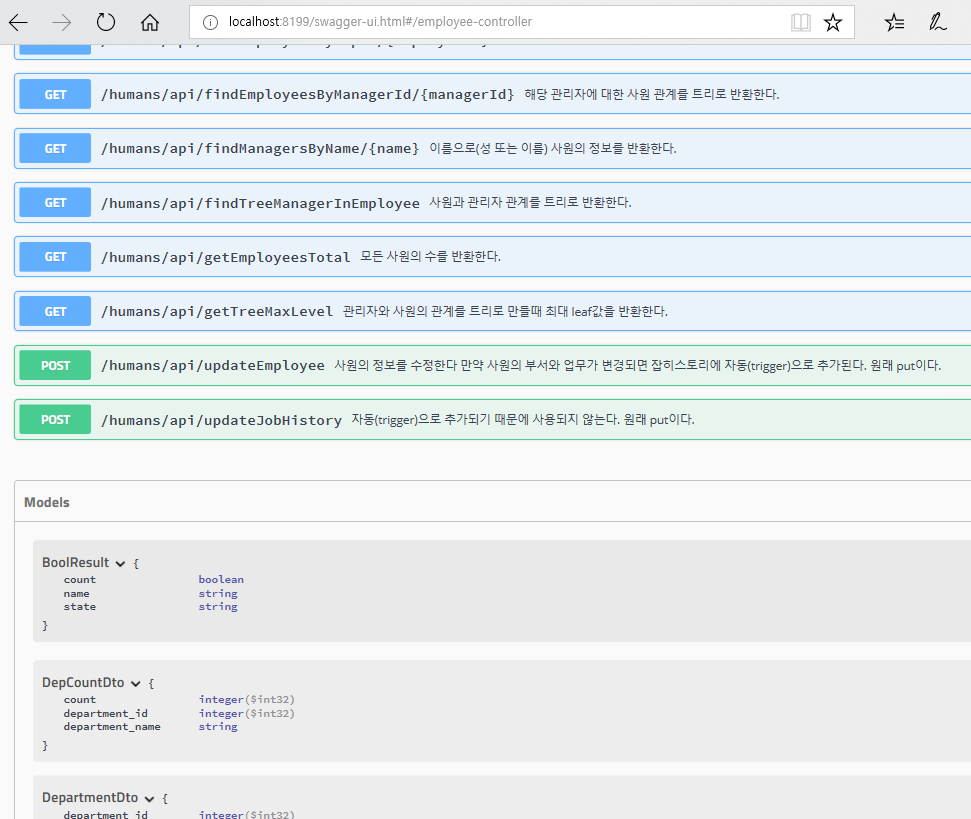 localhost:8199/swagger-ui.html#/employee-controller
GET /humans/api/findEmployeesByManagerId/{managerId} 해당 관리자에 대한 사원 관계를 트리로 반환한다.
GET /humans/api/findManagersByName/{name} 이름으로(성 또는 이름) 사원의 정보를 반환한다.
GET /humans/api/findTreeManagerInEmployee 사원과 관리자 관계를 트리로 반환한다.
GET /humans/api/getEmployeesTotal 모든 사원의 수를 반환한다.
GET /humans/api/getTreeMaxLevel 관리자와 사원의 관계를 트리로 만들때 최대 leaf값을 반환한다.
POST /humans/api/updateEmployee 사원의 정보를 수정한다 만약 사원의 부서와 업무가 변경되면 잡히스토리에 자동(trigger)으로 추가된다. 원래 put이다.
POST /humans/api/updateJobHistory 자동(trigger)으로 추가되기 때문에 사용되지 않는다. 원래 put이다.
Models
BoolResult {
count boolean
name string
state string
}
DepCountDto {
count integer($int32)
department_id integer($int32)
department_name string
}
DepartmentDto {
department_id integer($int32)